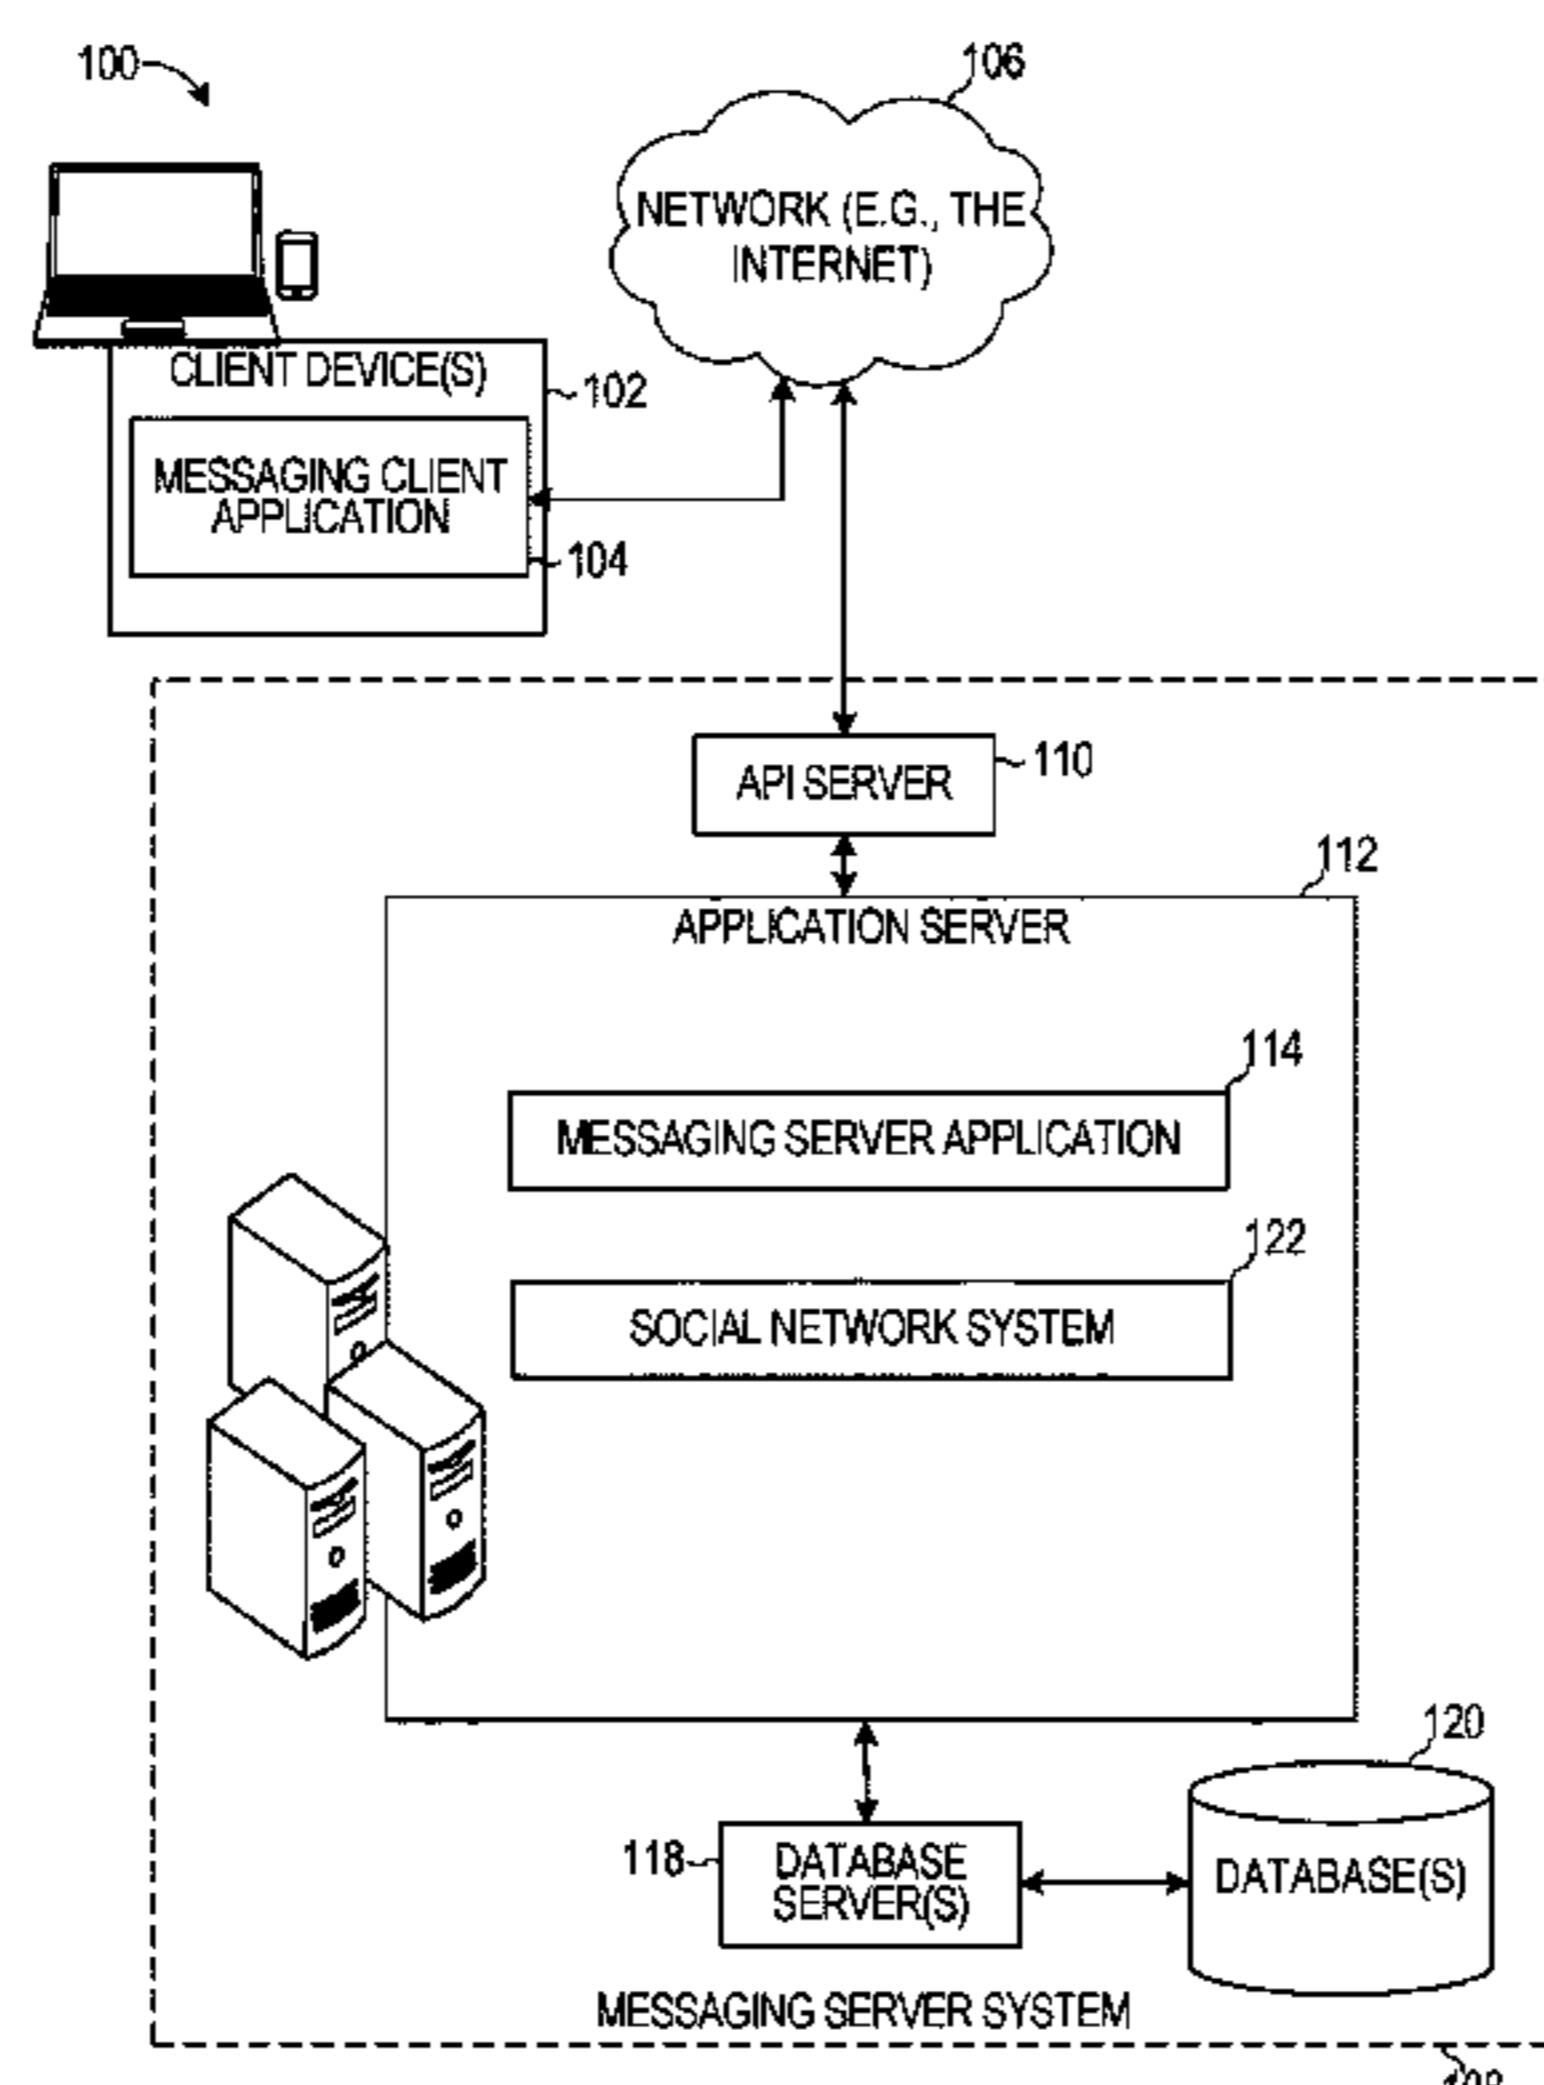 100
106
NETWORK (E.G., THE
INTERNET)
CLIENT DEVICE(S)
102
MESSAGING CLIENT
APPLICATION
104
110
API SERVER
112
APPLICATION SERVER
114
MESSAGING SERVER APPLICATION
122
SOCIAL NETWORK SYSTEM
120
118
DATABASE
SERVER(S)
DATABASE(S)
MESSAGING SERVER SYSTEM